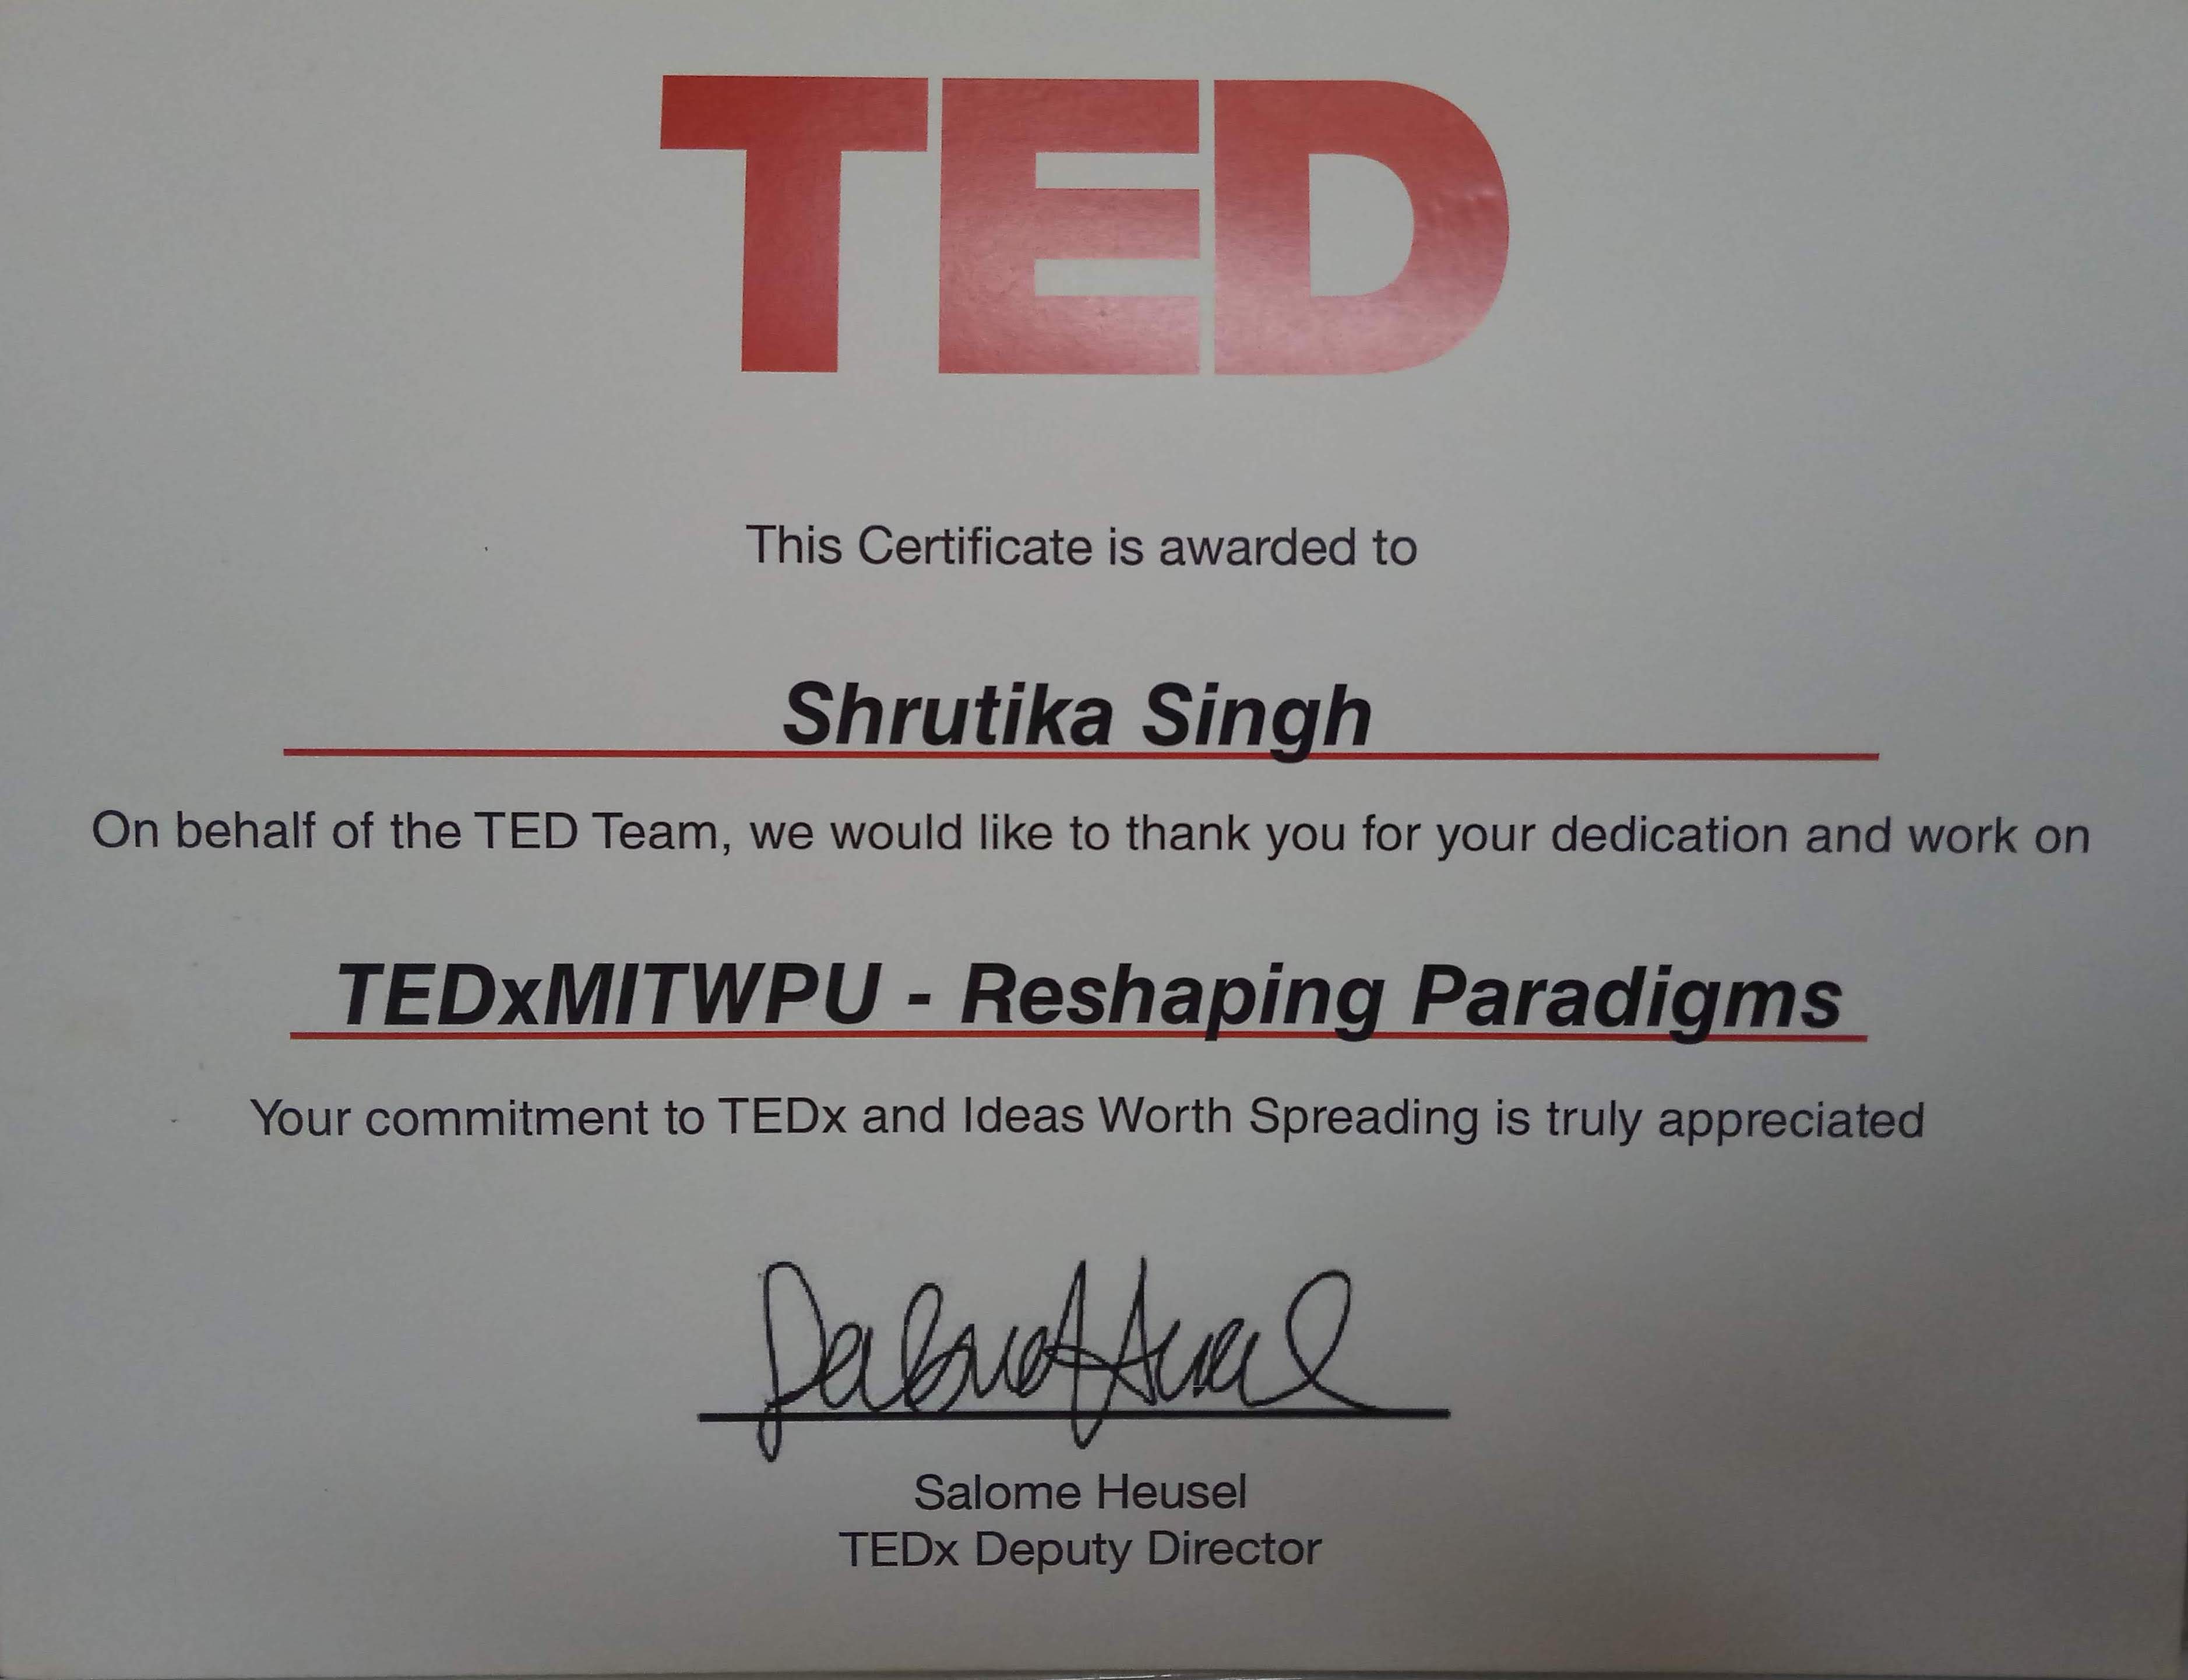 TED
This Certificate is awarded to
Shrutika Singh
On behalf of the TED Team, we would like to thank you for your dedication and work on
TEDxMITWPU - Reshaping Paradigms
Your commitment to TEDx and Ideas Worth Spreading is truly appreciated
Salome Heusel
TEDx Deputy Director